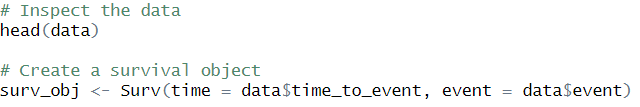 # Inspect the data
head(data)
# Create a survival object
surv_obj <- Surv(time = data$time_to_event, event = data$event)